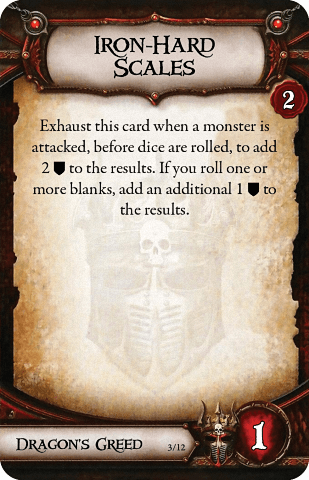 Iron-Hard
Scales
2
Exhaust this card when a monster is
attacked, before dice are rolled, to add
2 to the results. If you roll one or
more blanks, add an additional 1 to
the results.
Dragon's Greed 3/12 1